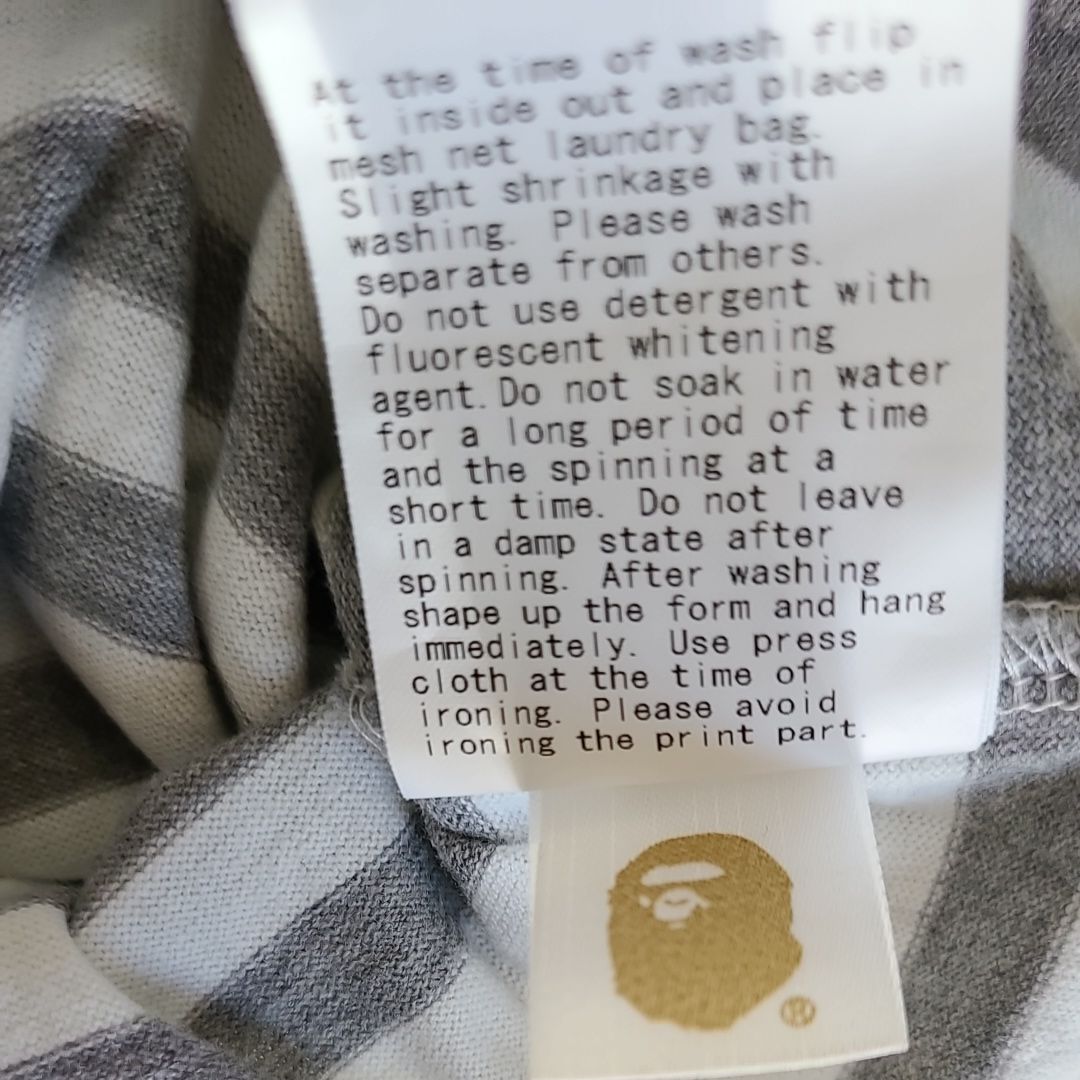 At the time of wash flip
it inside out and place in
mesh net laundry bag.
Slight shrinkage with
washing. Please wash
separate from others.
Do not use detergent with
fluorescent whitening
agent. Do not soak in water
for a long period of time
and the spinning at a
short time. Do not leave
in a damp state after
spinning. After washing
shape up the form and hang
immediately. Use press
cloth at the time of
ironing. Please avoid
ironing the print part.
®